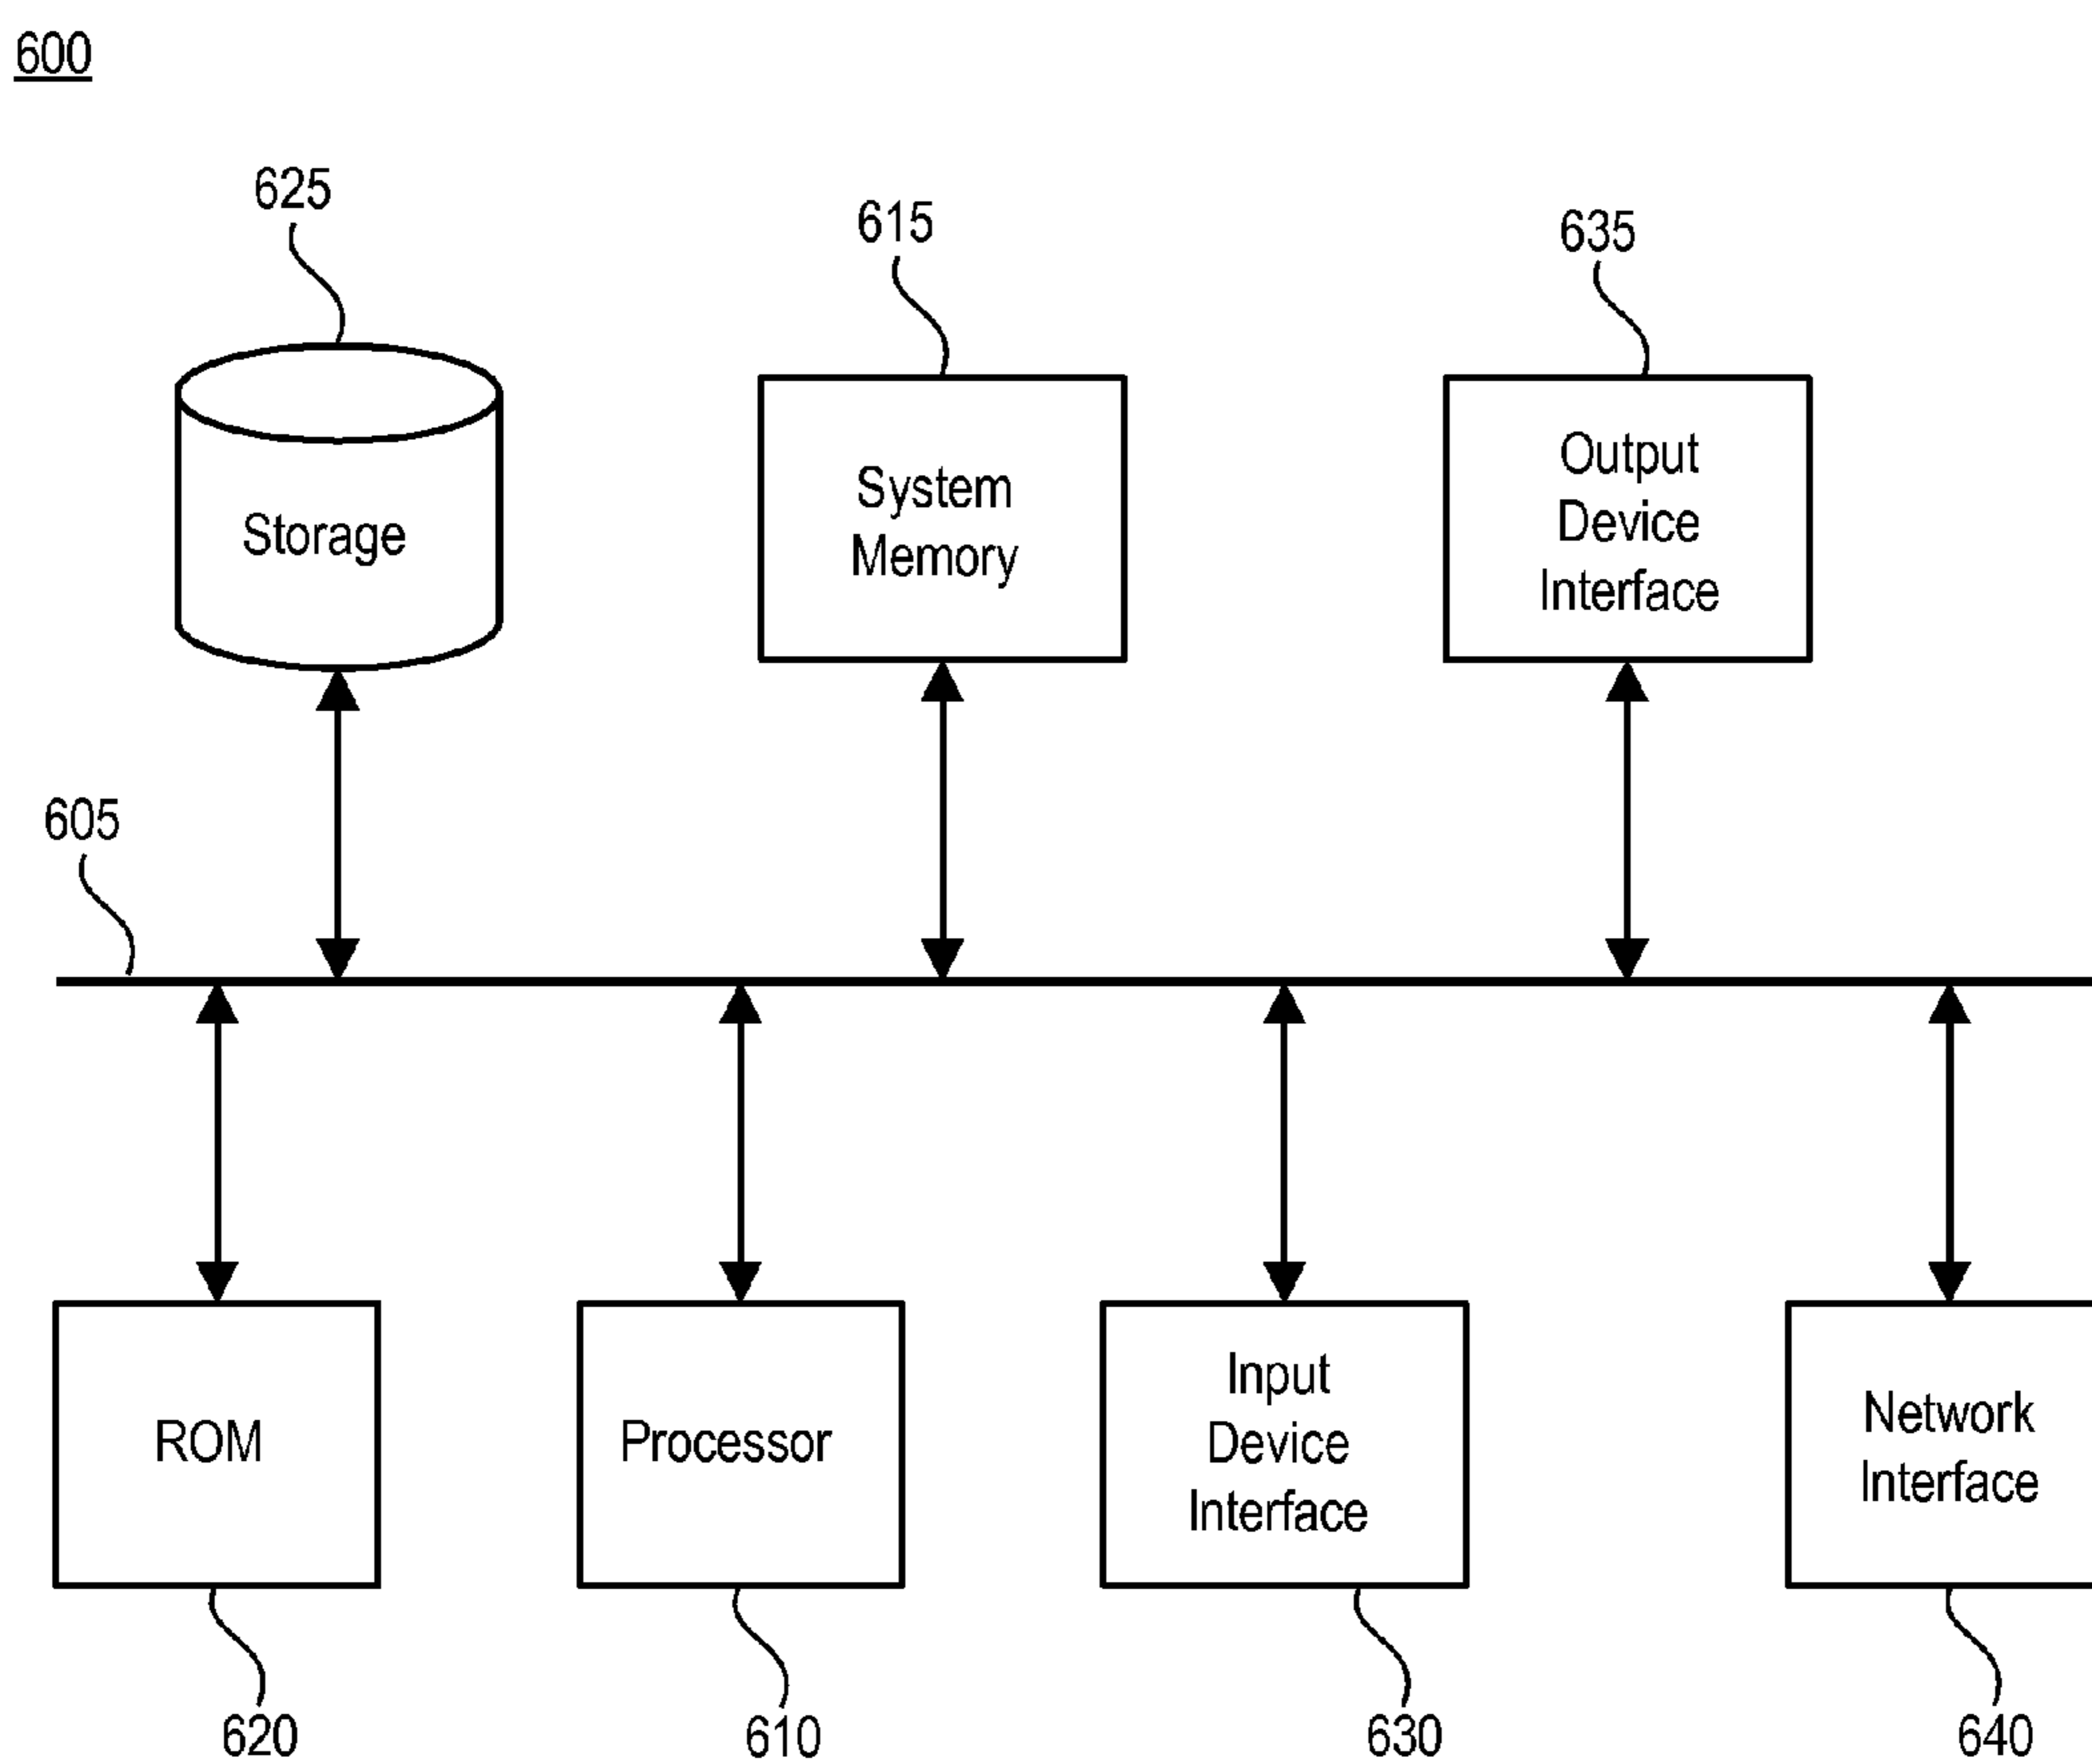 600
625
615
635
Storage
System
Memory
Output
Device
Interface
605
ROM
Processor
Input
Device
Interface
Network
Interface
620
610
630
640